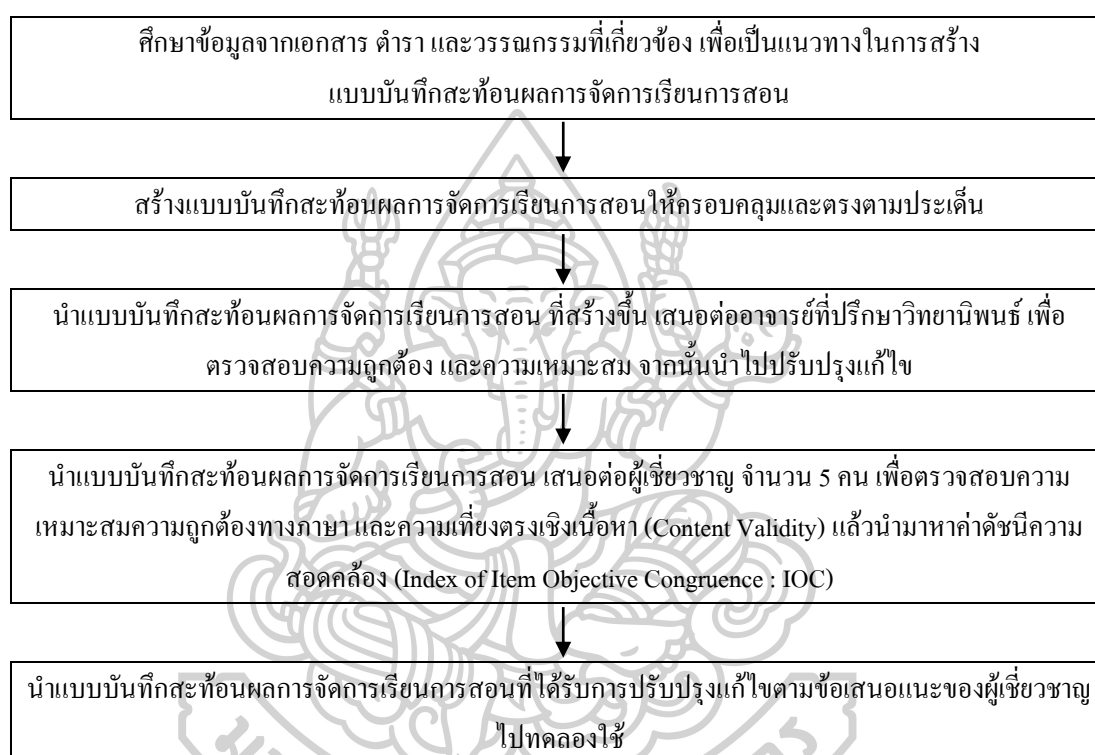 ศึกษาข้อมูลจากเอกสาร ตำรา และวรรณกรรมที่เกี่ยวข้อง เพื่อเป็นแนวทางในการสร้าง
แบบบันทึกสะท้อนผลการจัดการเรียนการสอน
สร้างแบบบันทึกสะท้อนผลการจัดการเรียนการสอนให้ครอบคลุมและตรงตามประเด็น
นำแบบบันทึกสะท้อนผลการจัดการเรียนการสอน ที่สร้างขึ้น เสนอต่ออาจารย์ที่ปรึกษาวิทยานิพนธ์ เพื่อ
ตรวจสอบความถูกต้อง และความเหมาะสม จากนั้นนำไปปรับปรุงแก้ไข
นำแบบบันทึกสะท้อนผลการจัดการเรียนการสอน เสนอต่อผู้เชี่ยวชาญ จำนวน 5 คน เพื่อตรวจสอบความ
เหมาะสมความถูกต้องทางภาษา และความเที่ยงตรงเชิงเนื้อหา (Content Validity) แล้วนำมาหาค่าดัชนีความ
สอดคล้อง (Index of Item Objective Congruence : IOC)
นำแบบบันทึกสะท้อนผลการจัดการเรียนการสอนที่ได้รับการปรับปรุงแก้ไขตามข้อเสนอแนะของผู้เชี่ยวชาญ
ไปทดลองใช้